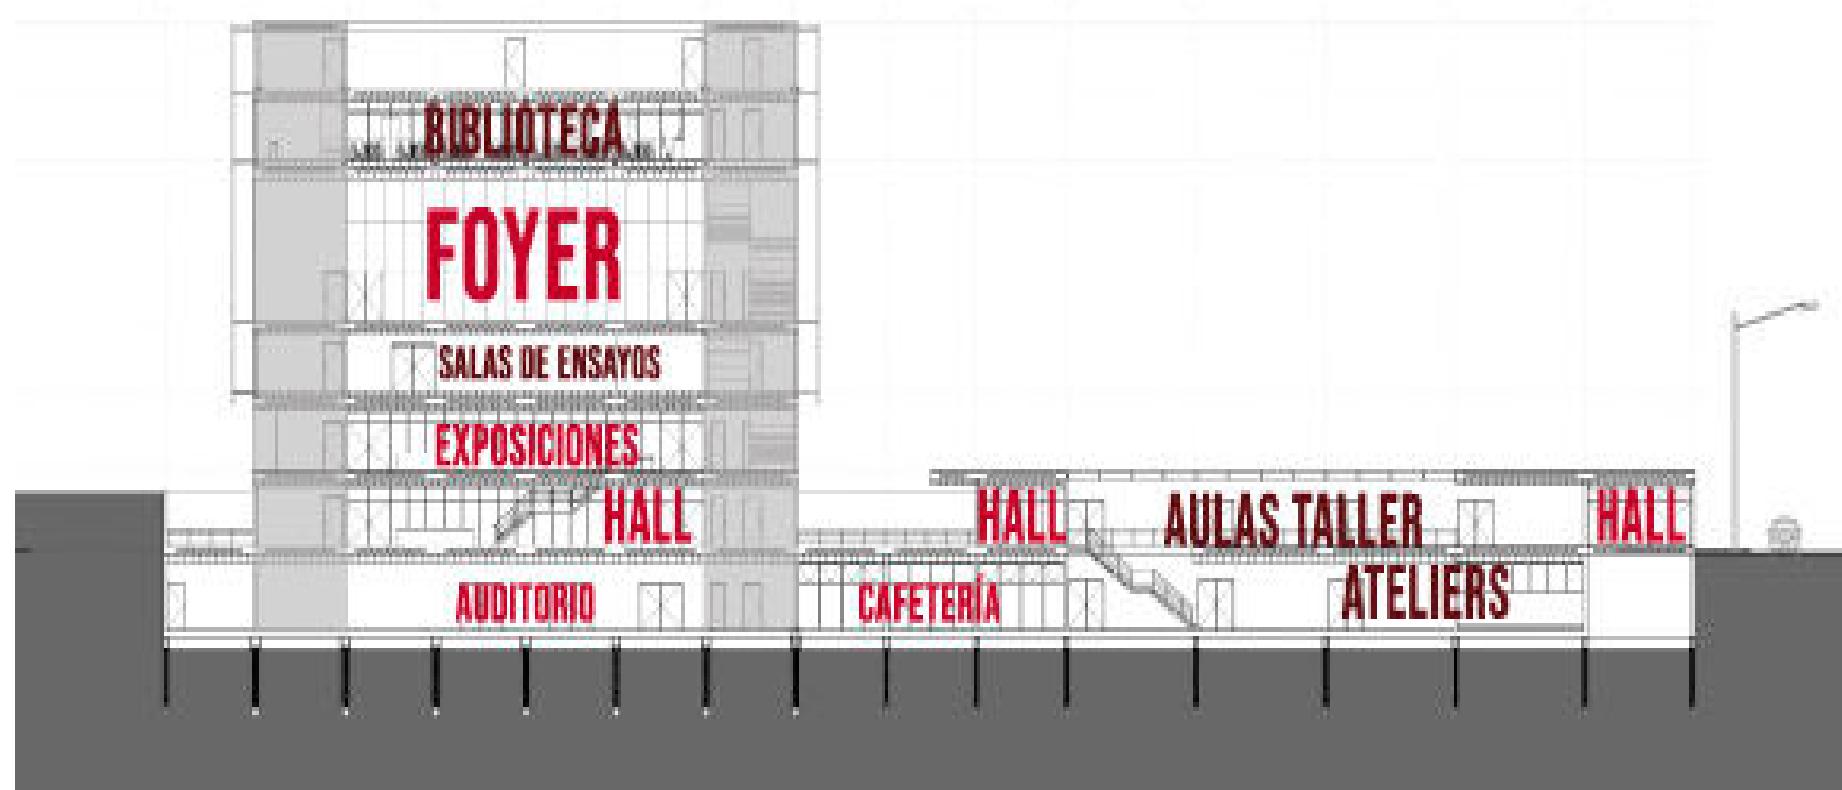 BIBLIOTECA
FOYER
SALAS DE ENSAYOS
EXPOSICIONES
HALL
HALL
AULAS TALLER
HALL
AUDITORIO
CAFETERÍA
ATELIERS